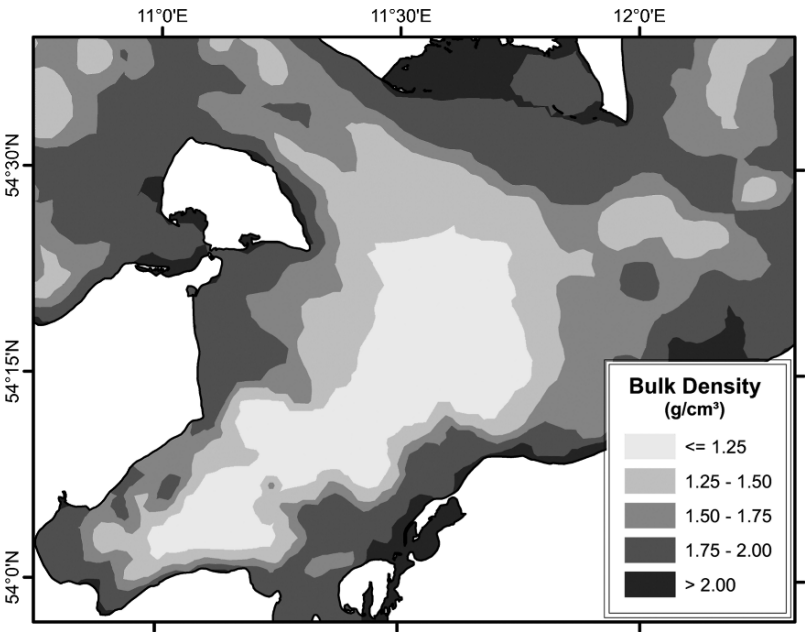 11°0'E 11°30'E 12°0'E
54°30'N
54°15'N
54°0'N
Bulk Density
(g/cm³)
<= 1.25
1.25 - 1.50
1.50 - 1.75
1.75 - 2.00
> 2.00